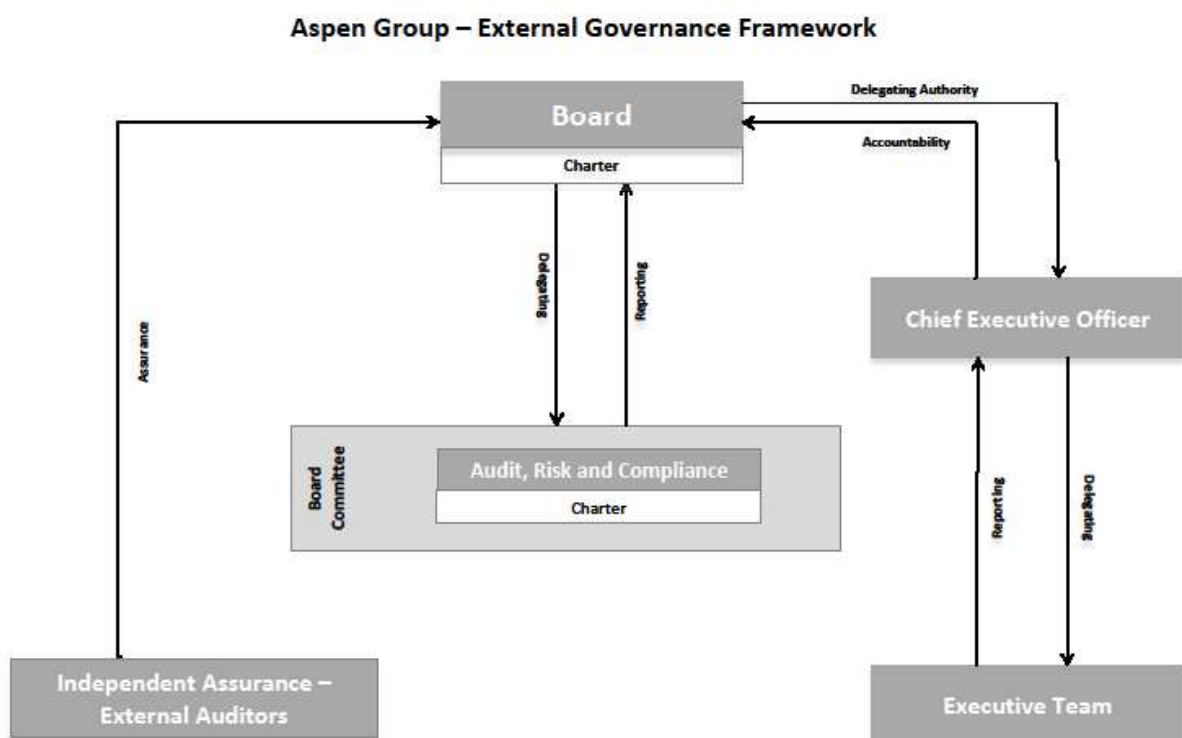 Aspen Group – External Governance Framework
Board
Charter
Delegating Authority
Accountability
Delegating
Reporting
Assurance
Chief Executive Officer
Board
Committee
Audit, Risk and Compliance
Charter
Reporting
Delegating
Independent Assurance –
External Auditors
Executive Team